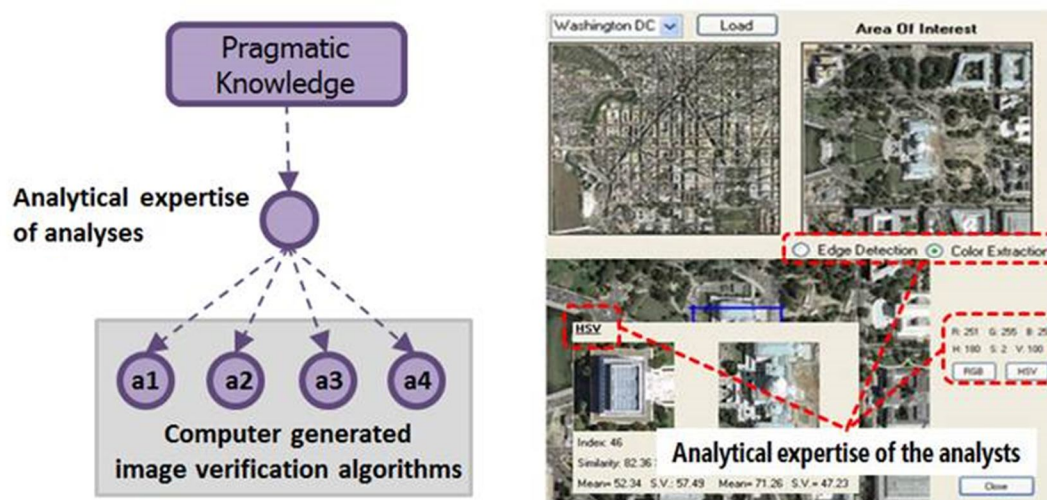 Pragmatic
Knowledge
Analytical expertise
of analyses
a1 a2 a3 a4
Computer generated
image verification algorithms
Washington DC Load
Area Of Interest
Edge Detection Color Extraction
HSV
R: 251 G: 255 B: 25
H: 180 S: 2 V: 100
RGB HSV
Index: 46
Similarity: 82.36
Mean= 52.34 S.V.: 57.49 Mean= 71.26 S.V.= 47.23
Analytical expertise of the analysts
Close